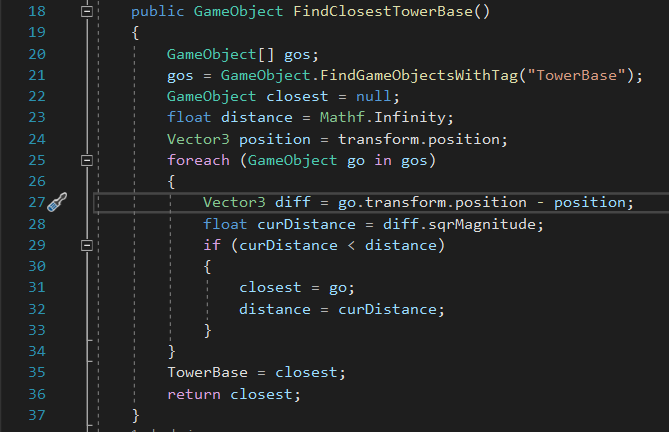 18 public GameObject FindClosestTowerBase()
19 {
20 GameObject[] gos;
21 gos = GameObject.FindGameObjectsWithTag("TowerBase");
22 GameObject closest = null;
23 float distance = Mathf.Infinity;
24 Vector3 position = transform.position;
25 foreach (GameObject go in gos)
26 {
27 Vector3 diff = go.transform.position - position;
28 float curDistance = diff.sqrMagnitude;
29 if (curDistance < distance)
30 {
31 closest = go;
32 distance = curDistance;
33 }
34 }
35 TowerBase = closest;
36 return closest;
37 }